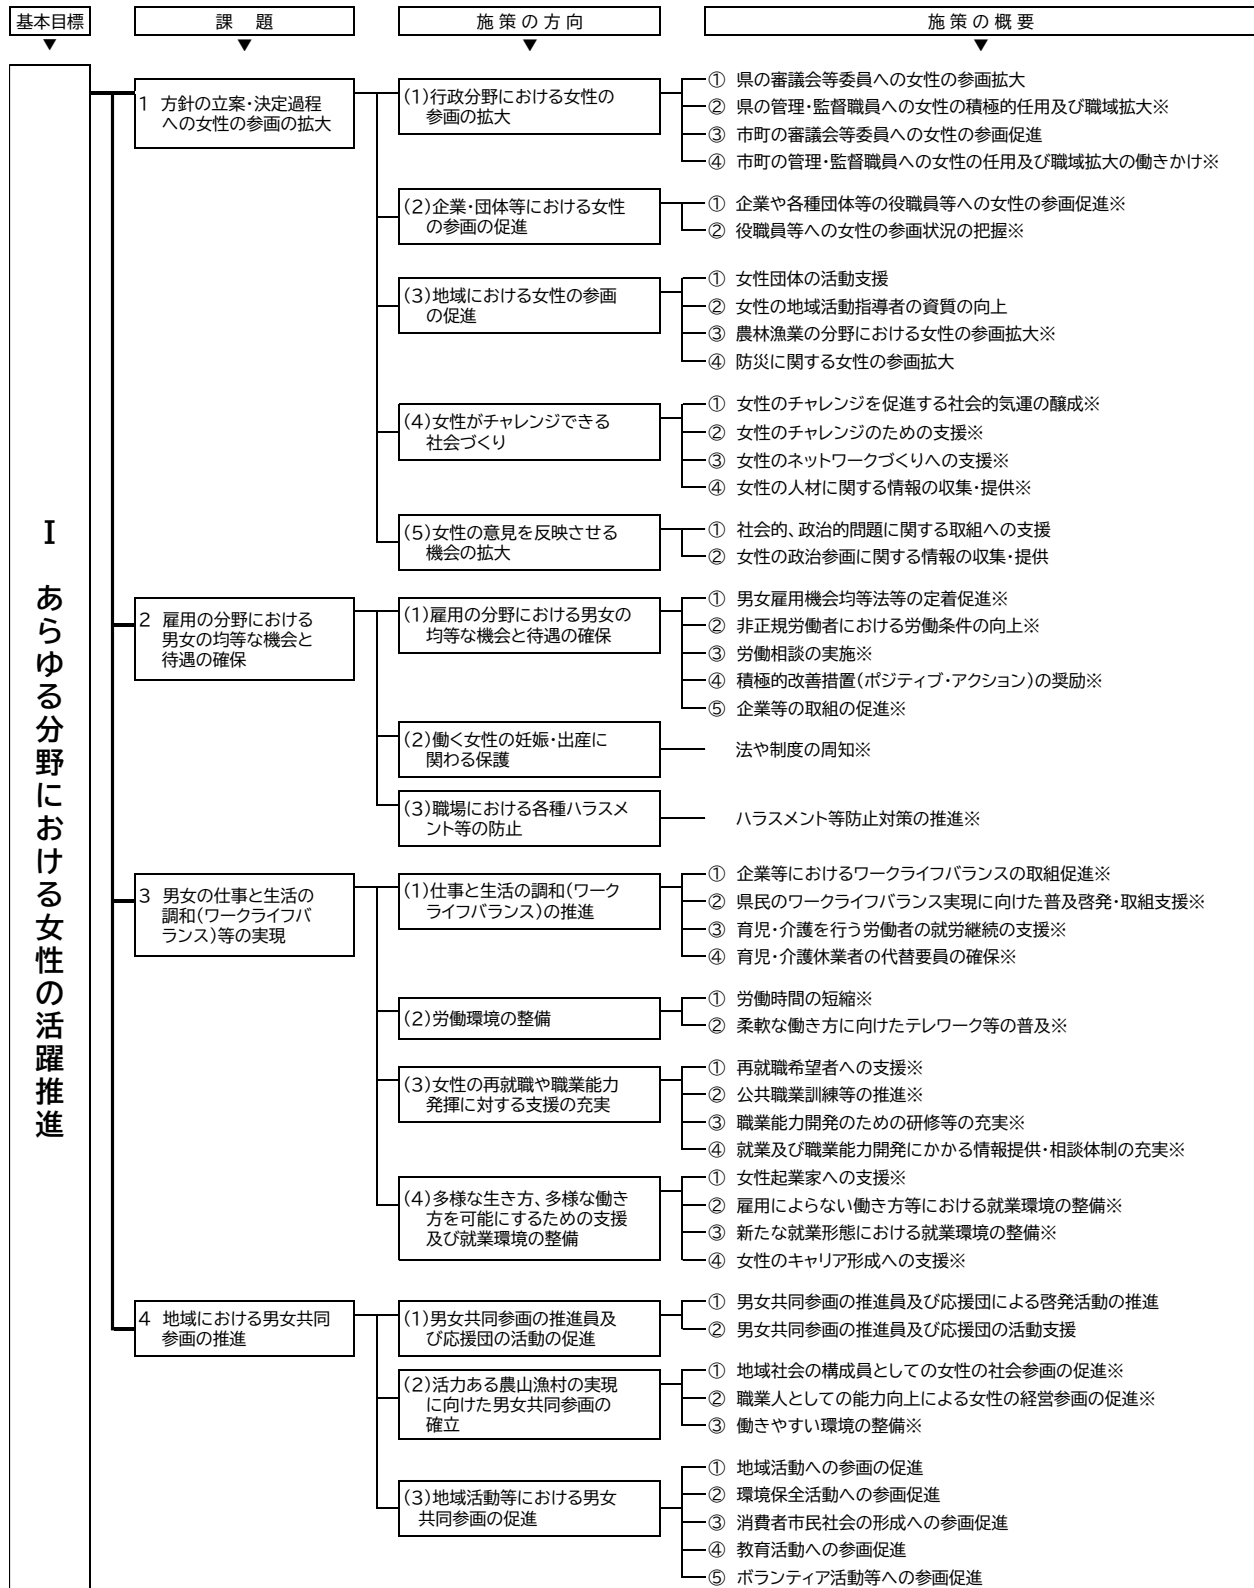 基本目標
課　題
施策の方向
施策の概要
▼
▼
▼
▼
Ⅰ　あらゆる分野における女性の活躍推進
1 方針の立案・決定過程
への女性の参画の拡大
(1)行政分野における女性の
参画の拡大
① 県の審議会等委員への女性の参画拡大
② 県の管理・監督職員への女性の積極的任用及び職域拡大※
③ 市町の審議会等委員への女性の参画促進
④ 市町の管理・監督職員への女性の任用及び職域拡大の働きかけ※
(2)企業・団体等における女性
の参画の促進
① 企業や各種団体等の役職員等への女性の参画促進※
② 役職員等への女性の参画状況の把握※
(3)地域における女性の参画
の促進
① 女性団体の活動支援
② 女性の地域活動指導者の資質の向上
③ 農林漁業の分野における女性の参画拡大※
④ 防災に関する女性の参画拡大
(4)女性がチャレンジできる
社会づくり
① 女性のチャレンジを促進する社会的気運の醸成※
② 女性のチャレンジのための支援※
③ 女性のネットワークづくりへの支援※
④ 女性の人材に関する情報の収集・提供※
(5)女性の意見を反映させる
機会の拡大
① 社会的、政治的問題に関する取組への支援
② 女性の政治参画に関する情報の収集・提供
2 雇用の分野における
男女の均等な機会と
待遇の確保
(1)雇用の分野における男女の
均等な機会と待遇の確保
① 男女雇用機会均等法等の定着促進※
② 非正規労働者における労働条件の向上※
③ 労働相談の実施※
④ 積極的改善措置(ポジティブ・アクション)の奨励※
⑤ 企業等の取組の促進※
(2)働く女性の妊娠・出産に
関わる保護
法や制度の周知※
(3)職場における各種ハラスメ
ント等の防止
ハラスメント等防止対策の推進※
3 男女の仕事と生活の
調和(ワークライフバ
ランス)等の実現
(1)仕事と生活の調和(ワーク
ライフバランス)の推進
① 企業等におけるワークライフバランスの取組促進※
② 県民のワークライフバランス実現に向けた普及啓発・取組支援※
③ 育児・介護を行う労働者の就労継続の支援※
④ 育児・介護休業者の代替要員の確保※
(2)労働環境の整備
① 労働時間の短縮※
② 柔軟な働き方に向けたテレワーク等の普及※
(3)女性の再就職や職業能力
発揮に対する支援の充実
① 再就職希望者への支援※
② 公共職業訓練等の推進※
③ 職業能力開発のための研修等の充実※
④ 就業及び職業能力開発にかかる情報提供・相談体制の充実※
(4)多様な生き方、多様な働き
方を可能にするための支援
及び就業環境の整備
① 女性起業家への支援※
② 雇用によらない働き方等における就業環境の整備※
③ 新たな就業形態における就業環境の整備※
④ 女性のキャリア形成への支援※
4 地域における男女共同
参画の推進
(1)男女共同参画の推進員及
び応援団の活動の促進
① 男女共同参画の推進員及び応援団による啓発活動の推進
② 男女共同参画の推進員及び応援団の活動支援
(2)活力ある農山漁村の実現
に向けた男女共同参画の
確立
① 地域社会の構成員としての女性の社会参画の促進※
② 職業人としての能力向上による女性の経営参画の促進※
③ 働きやすい環境の整備※
(3)地域活動等における男女
共同参画の促進
① 地域活動への参画の促進
② 環境保全活動への参画促進
③ 消費者市民社会の形成への参画促進
④ 教育活動への参画促進
⑤ ボランティア活動等への参画促進